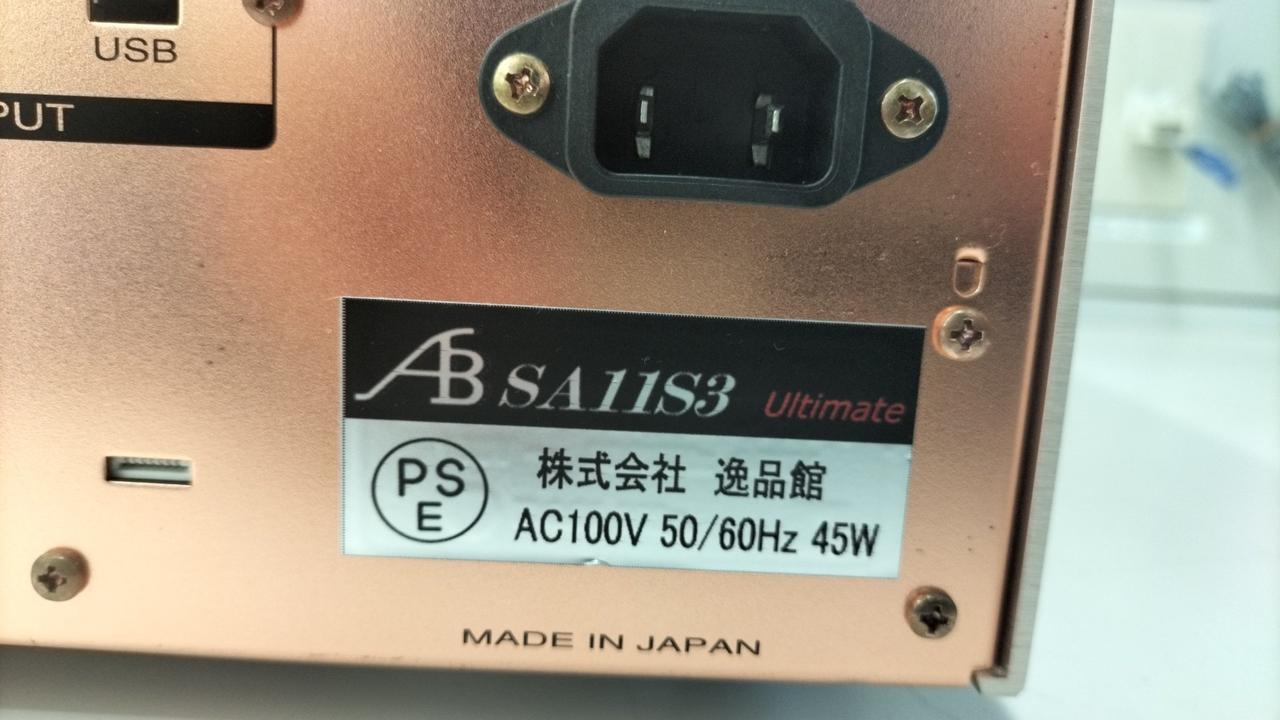 USB
PUT
AB SA11S3 Ultimate
PSE
株式会社 逸品館
AC100V 50/60Hz 45W
MADE IN JAPAN